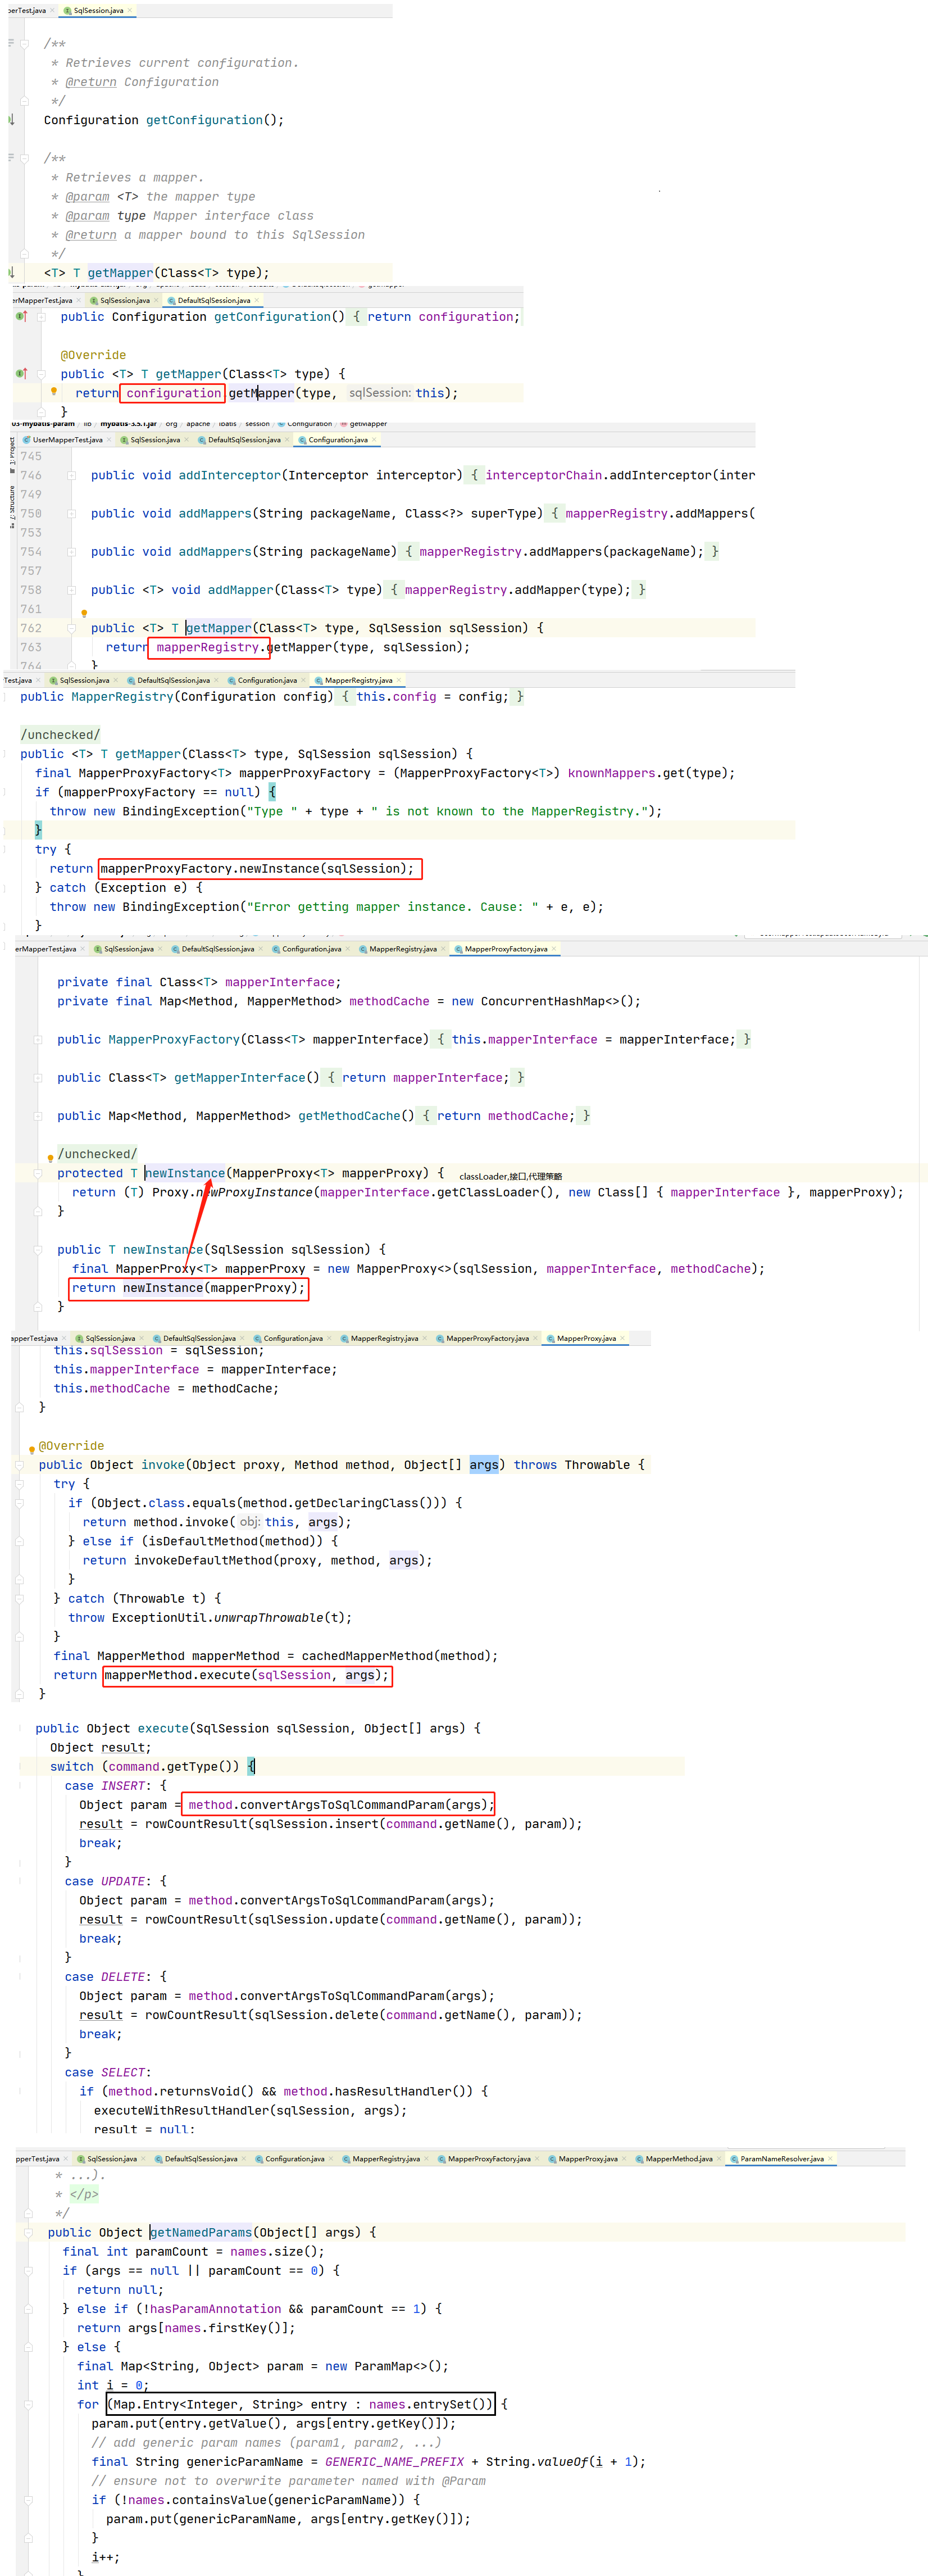 perTest.java SqlSession.java
/**
* Retrieves current configuration.
* @return Configuration
*/
Configuration getConfiguration();
/**
* Retrieves a mapper.
* @param <T> the mapper type
* @param type Mapper interface class
* @return a mapper bound to this SqlSession
*/
<T> T getMapper(Class<T> type);
erMapperTest.java SqlSession.java DefaultSqlSession.java
public Configuration getConfiguration() { return configuration;
@Override
public <T> T getMapper(Class<T> type) {
return configuration.getMapper(type, sqlSession: this);
}
03-mybatis-param lib mybatis-3.5.1.jar org apache ibatis session Configuration getMapper
UserMapperTest.java SqlSession.java DefaultSqlSession.java Configuration.java
745
746 public void addInterceptor(Interceptor interceptor) { interceptorChain.addInterceptor(inter
749
750 public void addMappers(String packageName, Class<?> superType) { mapperRegistry.addMappers(
753
754 public void addMappers(String packageName) { mapperRegistry.addMappers(packageName); }
757
758 public <T> void addMapper(Class<T> type) { mapperRegistry.addMapper(type); }
761
762 public <T> T getMapper(Class<T> type, SqlSession sqlSession) {
763 return mapperRegistry.getMapper(type, sqlSession);
764 }
Test.java SqlSession.java DefaultSqlSession.java Configuration.java MapperRegistry.java
public MapperRegistry(Configuration config) { this.config = config; }
/unchecked/
public <T> T getMapper(Class<T> type, SqlSession sqlSession) {
final MapperProxyFactory<T> mapperProxyFactory = (MapperProxyFactory<T>) knownMappers.get(type);
if (mapperProxyFactory == null) {
throw new BindingException("Type " + type + " is not known to the MapperRegistry.");
}
try {
return mapperProxyFactory.newInstance(sqlSession);
} catch (Exception e) {
throw new BindingException("Error getting mapper instance. Cause: " + e, e);
}
erMapperTest.java SqlSession.java DefaultSqlSession.java Configuration.java MapperRegistry.java MapperProxyFactory.java
private final Class<T> mapperInterface;
private final Map<Method, MapperMethod> methodCache = new ConcurrentHashMap<>();
public MapperProxyFactory(Class<T> mapperInterface) { this.mapperInterface = mapperInterface; }
public Class<T> getMapperInterface() { return mapperInterface; }
public Map<Method, MapperMethod> getMethodCache() { return methodCache; }
/unchecked/
protected T newInstance(MapperProxy<T> mapperProxy) { classLoader,接口,代理策略
return (T) Proxy.newProxyInstance(mapperInterface.getClassLoader(), new Class[] { mapperInterface }, mapperProxy);
}
public T newInstance(SqlSession sqlSession) {
final MapperProxy<T> mapperProxy = new MapperProxy<>(sqlSession, mapperInterface, methodCache);
return newInstance(mapperProxy);
}
apperTest.java SqlSession.java DefaultSqlSession.java Configuration.java MapperRegistry.java MapperProxyFactory.java MapperProxy.java
this.sqlSession = sqlSession;
this.mapperInterface = mapperInterface;
this.methodCache = methodCache;
}
@Override
public Object invoke(Object proxy, Method method, Object[] args) throws Throwable {
try {
if (Object.class.equals(method.getDeclaringClass())) {
return method.invoke( obj: this, args);
} else if (isDefaultMethod(method)) {
return invokeDefaultMethod(proxy, method, args);
}
} catch (Throwable t) {
throw ExceptionUtil.unwrapThrowable(t);
}
final MapperMethod mapperMethod = cachedMapperMethod(method);
return mapperMethod.execute(sqlSession, args);
}
public Object execute(SqlSession sqlSession, Object[] args) {
Object result;
switch (command.getType()) {
case INSERT: {
Object param = method.convertArgsToSqlCommandParam(args);
result = rowCountResult(sqlSession.insert(command.getName(), param));
break;
}
case UPDATE: {
Object param = method.convertArgsToSqlCommandParam(args);
result = rowCountResult(sqlSession.update(command.getName(), param));
break;
}
case DELETE: {
Object param = method.convertArgsToSqlCommandParam(args);
result = rowCountResult(sqlSession.delete(command.getName(), param));
break;
}
case SELECT:
if (method.returnsVoid() && method.hasResultHandler()) {
executeWithResultHandler(sqlSession, args);
result = null;
pperTest.java SqlSession.java DefaultSqlSession.java Configuration.java MapperRegistry.java MapperProxyFactory.java MapperProxy.java MapperMethod.java ParamNameResolver.java
* ...).
* </p>
*/
public Object getNamedParams(Object[] args) {
final int paramCount = names.size();
if (args == null || paramCount == 0) {
return null;
} else if (!hasParamAnnotation && paramCount == 1) {
return args[names.firstKey()];
} else {
final Map<String, Object> param = new ParamMap<>();
int i = 0;
for (Map.Entry<Integer, String> entry : names.entrySet()) {
param.put(entry.getValue(), args[entry.getKey()]);
// add generic param names (param1, param2, ...)
final String genericParamName = GENERIC_NAME_PREFIX + String.valueOf(i + 1);
// ensure not to overwrite parameter named with @Param
if (!names.containsValue(genericParamName)) {
param.put(genericParamName, args[entry.getKey()]);
}
i++;
}